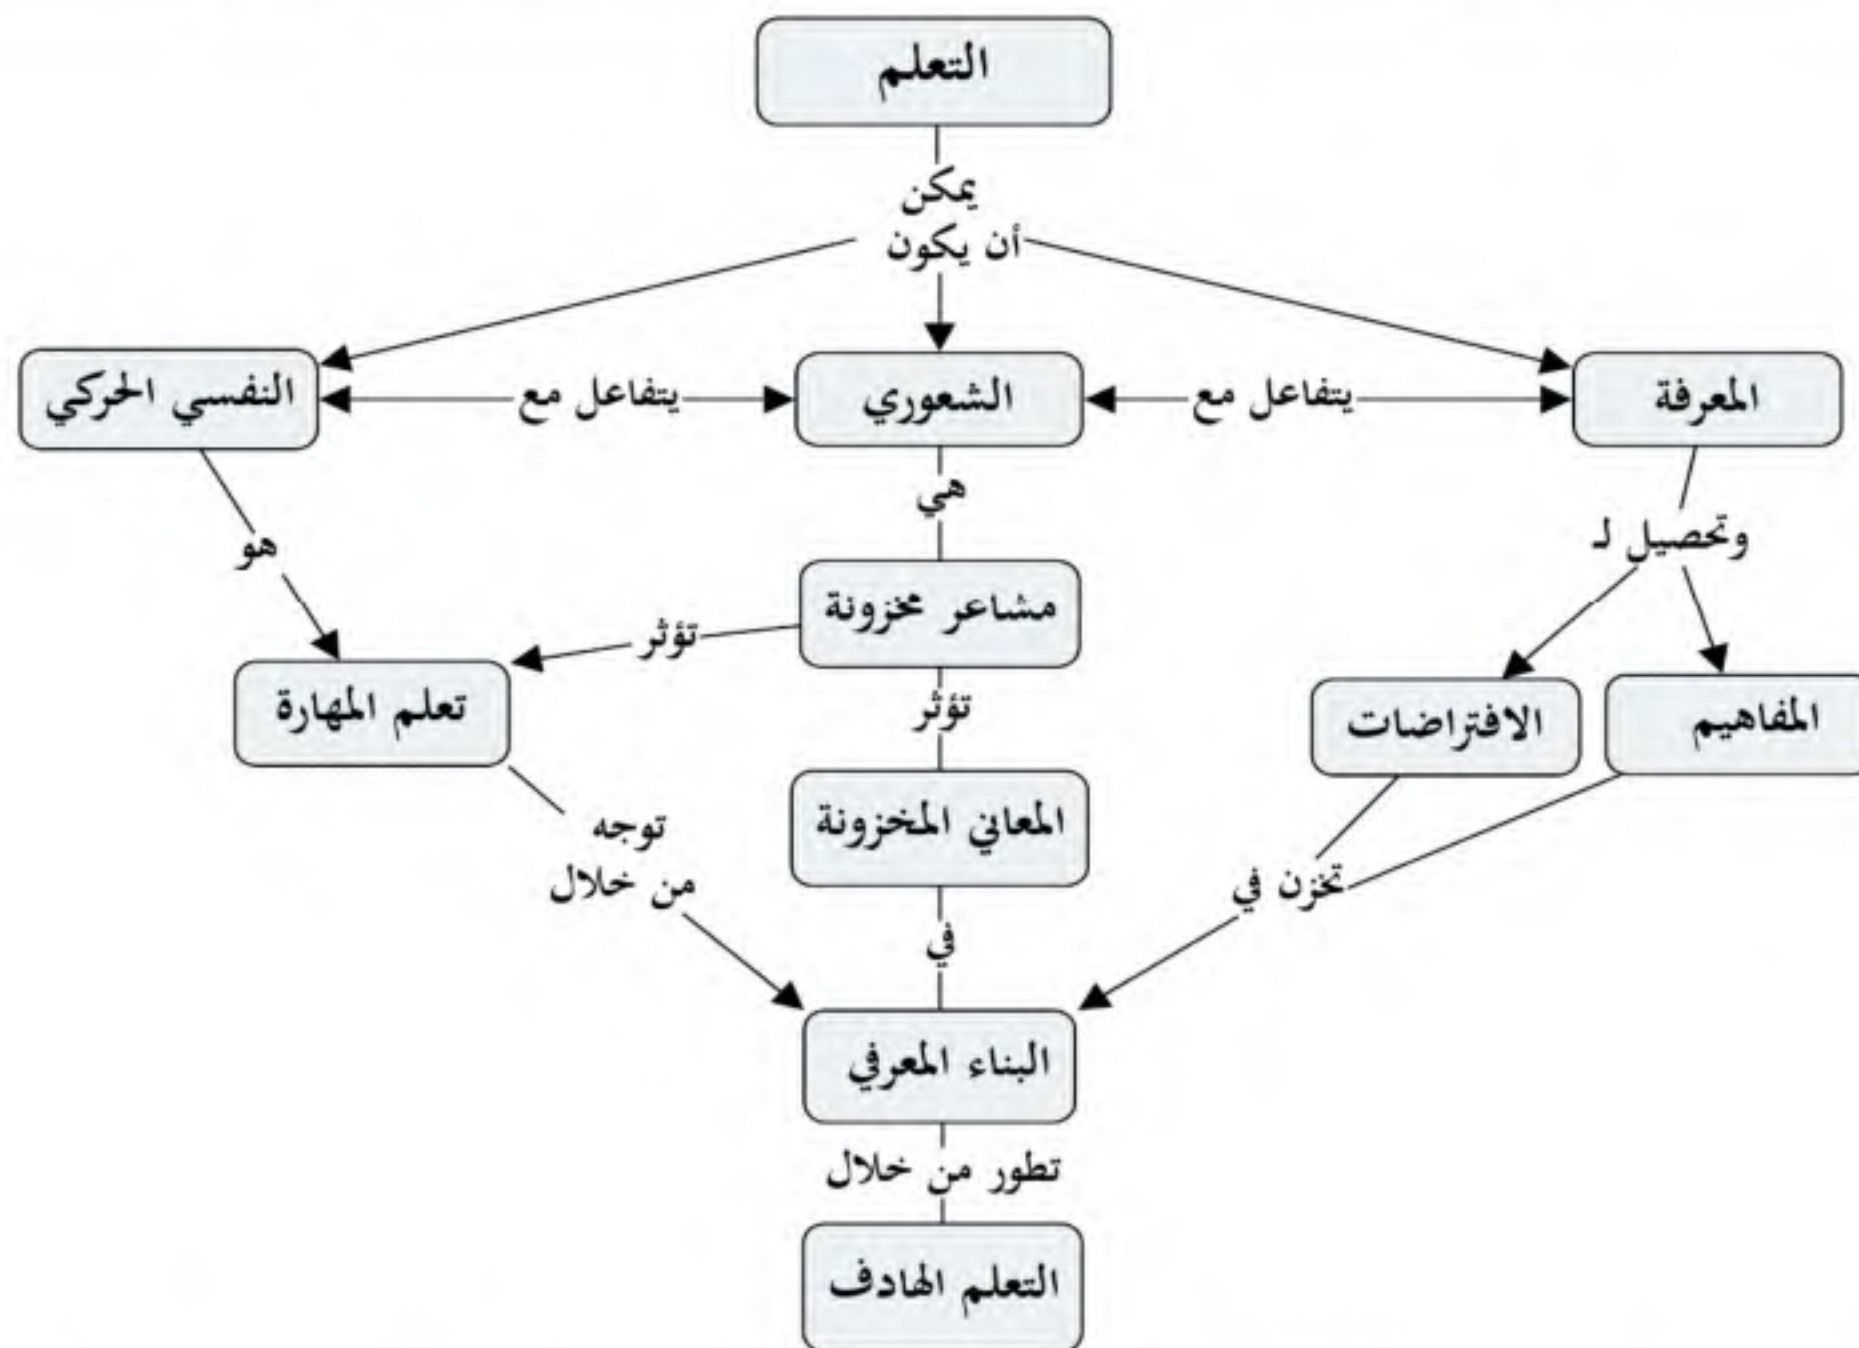 التعلم
يمكن
أن يكون
المعرفة
يتفاعل مع
الشعوري
يتفاعل مع
النفسي الحركي
وتحصيل لـ
هي
هو
مشاعر مخزونة
تؤثر
تعلم المهارة
المفاهيم
الافتراضات
تؤثر
المعاني المخزونة
توجه
من خلال
تخزن في
في
البناء المعرفي
تطور من خلال
التعلم الهادف